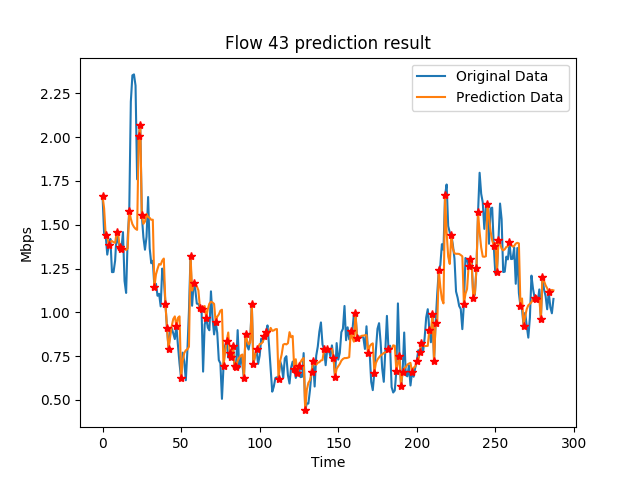 Flow 43 prediction result
Original Data
Prediction Data
2.25
2.00
1.75
1.50
1.25
1.00
0.75
0.50
Mbps
0 50 100 150 200 250 300
Time